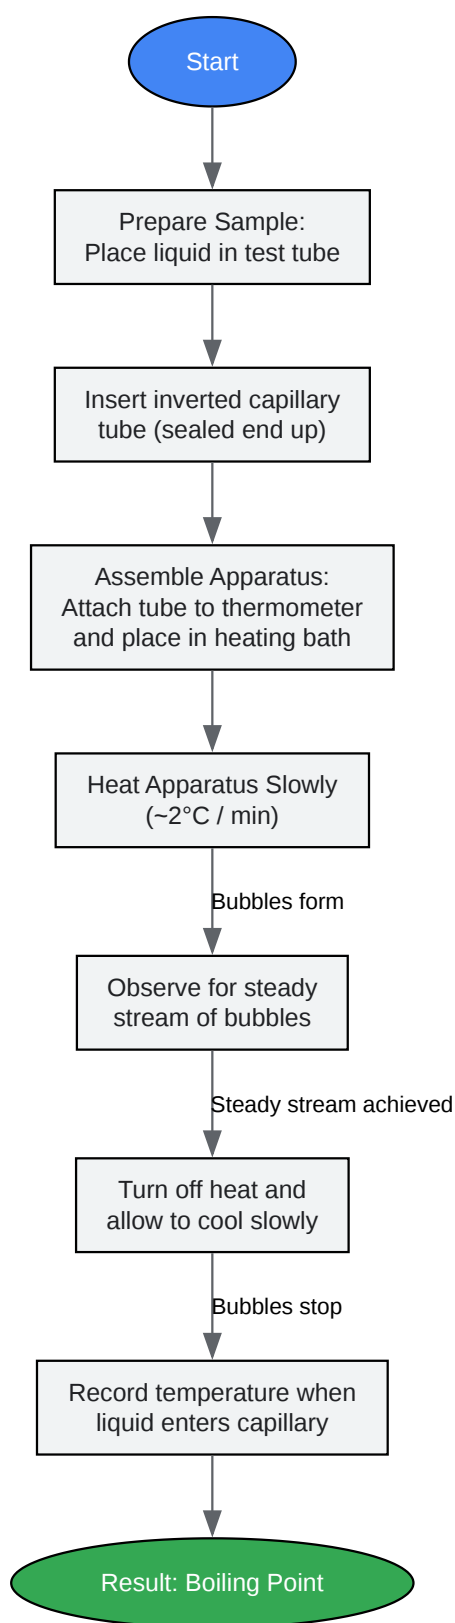 Start
Prepare Sample:
Place liquid in test tube
Insert inverted capillary
tube (sealed end up)
Assemble Apparatus:
Attach tube to thermometer
and place in heating bath
Heat Apparatus Slowly
(~2°C / min)
Bubbles form
Observe for steady
stream of bubbles
Steady stream achieved
Turn off heat and
allow to cool slowly
Bubbles stop
Record temperature when
liquid enters capillary
Result: Boiling Point